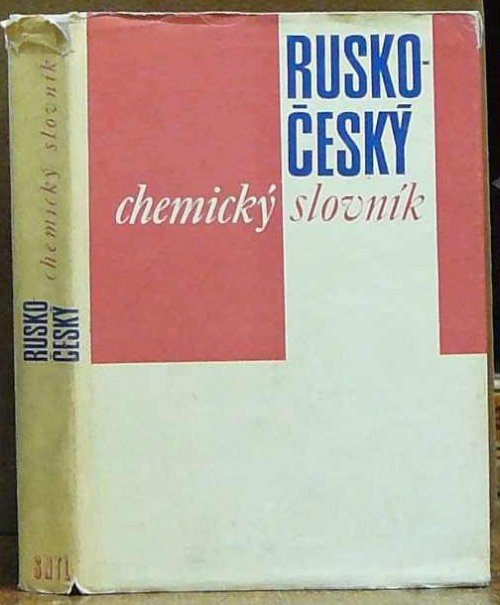 RUSKO-
ČESKÝ
chemický slovník
RUSKO-
ČESKÝ
chemický slovník
SNTL